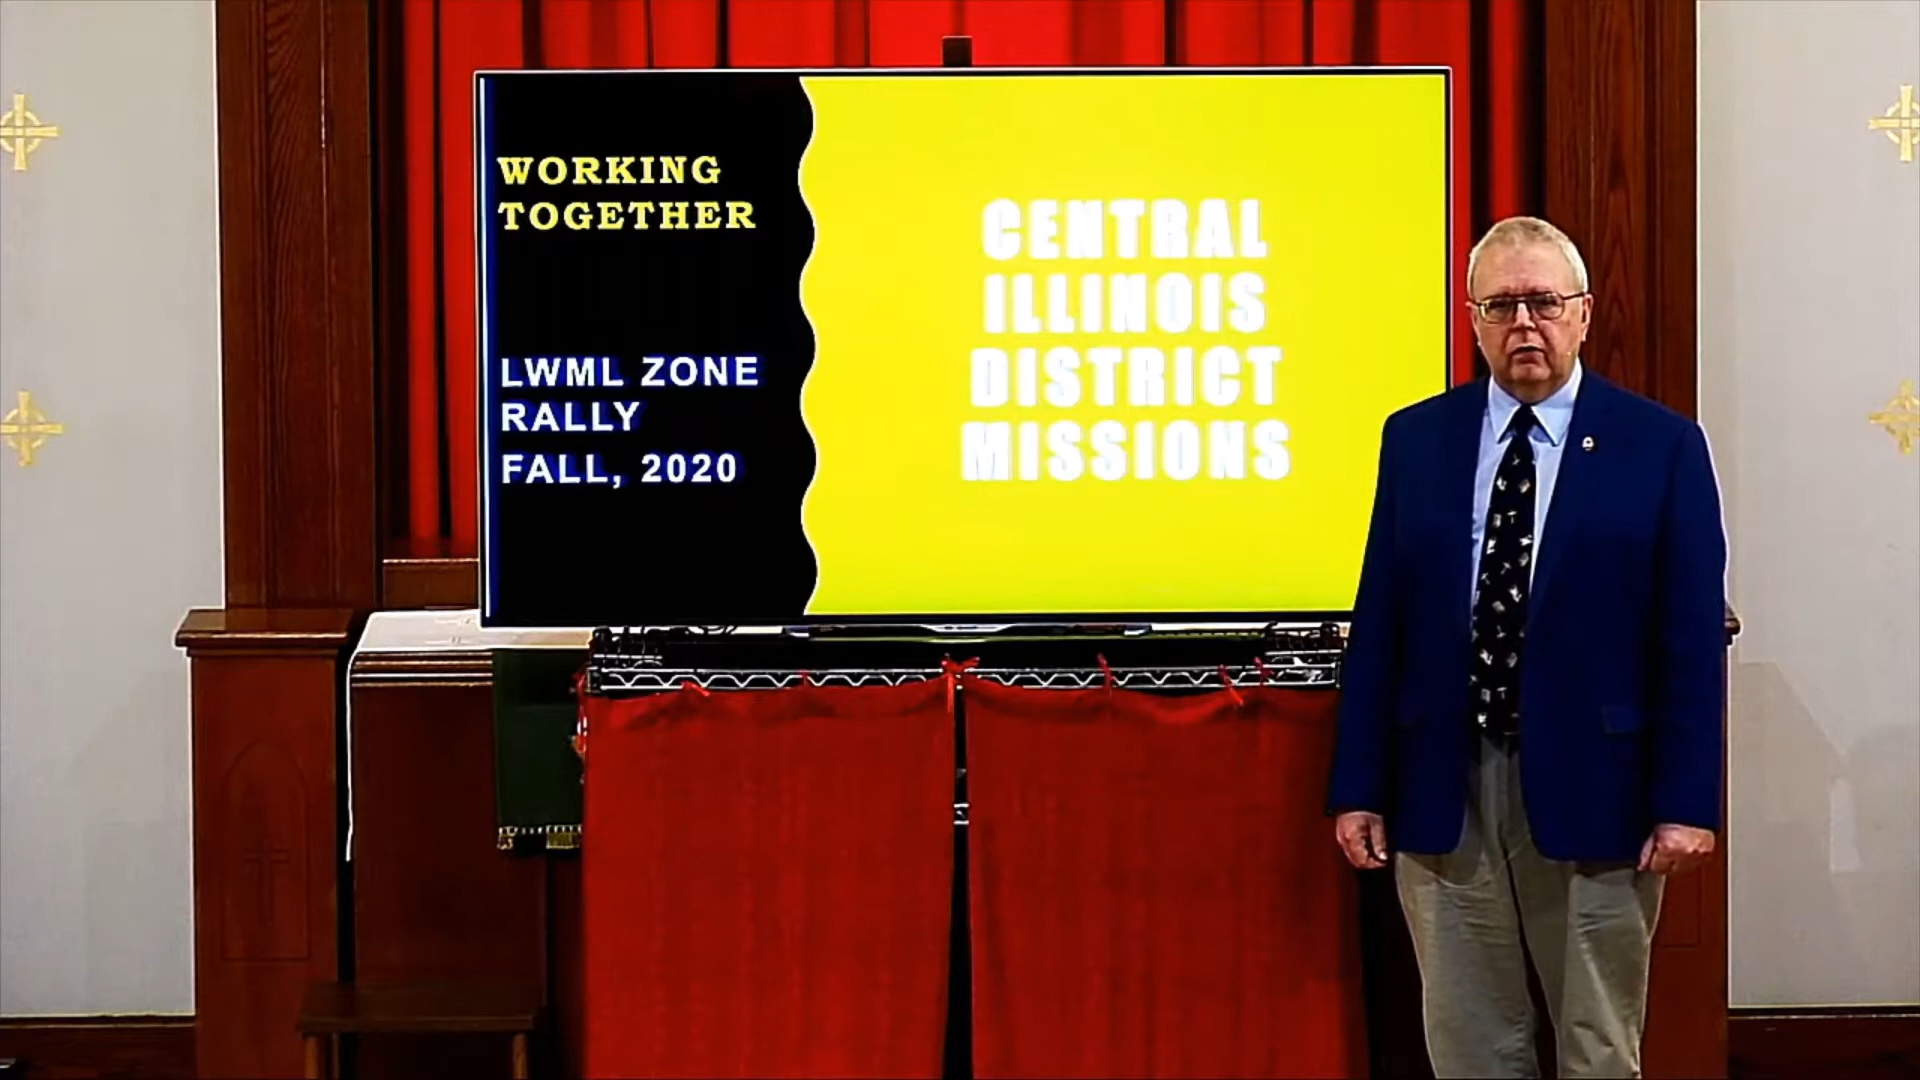 WORKING
TOGETHER
LWML ZONE
RALLY
FALL, 2020
CENTRAL
ILLINOIS
DISTRICT
MISSIONS